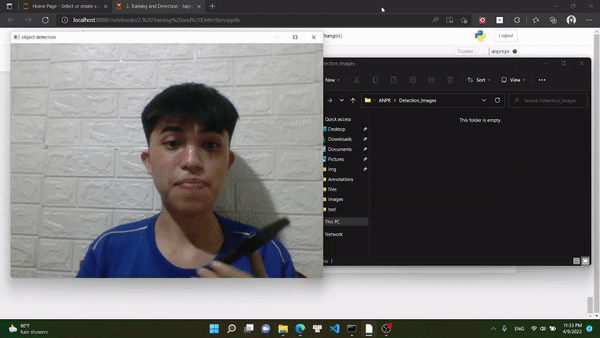 Home Page - Select or create a n
2. Training and Detection - Jupyt
localhost:8888/notebooks/2.%20Training%20and%20Detection.ipynb
object detection
changes)
Logout
Trusted
anprsys
Detection_Images
New
Sort
View
ANPR > Detection_Images
Search Detection_Images
Quick access
Desktop
Downloads
Documents
Pictures
img
Annotations
files
images
test
This PC
Network
This folder is empty.
80°F
Rain showers
ENG
11:33 PM
4/9/2022